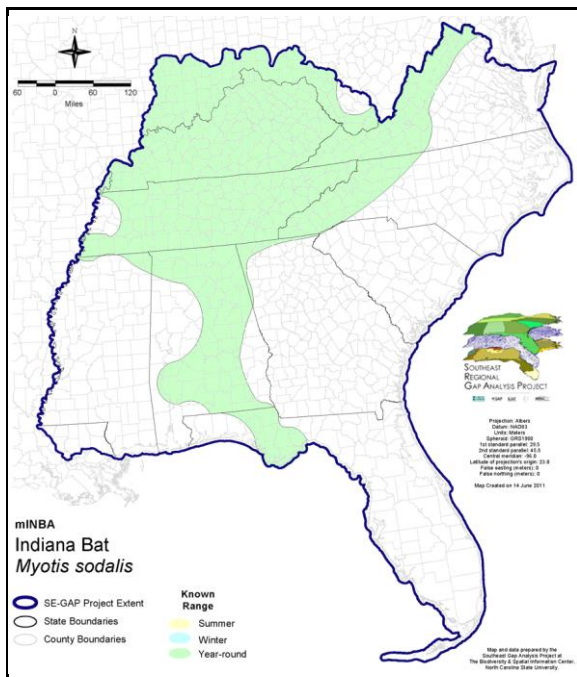 60 0 60 120
Miles
SOUTHEAST
REGIONAL
GAP ANALYSIS PROJECT
Projection: Albers
Datum: NAD83
Units: Meters
Spheroid: GRS1980
1st standard parallel: 29.5
2nd standard parallel: 45.5
Central meridian: -96.0
Latitude of projection's origin: 23.0
False easting (meters): 0
False northing (meters): 0
Map Created on 14 June 2011
mINBA
Indiana Bat
Myotis sodalis
SE-GAP Project Extent
State Boundaries
County Boundaries
Known
Range
Summer
Winter
Year-round
Map and data prepared by the
Southeast Gap Analysis Project at
The Biodiversity & Spatial Information Center,
North Carolina State University.